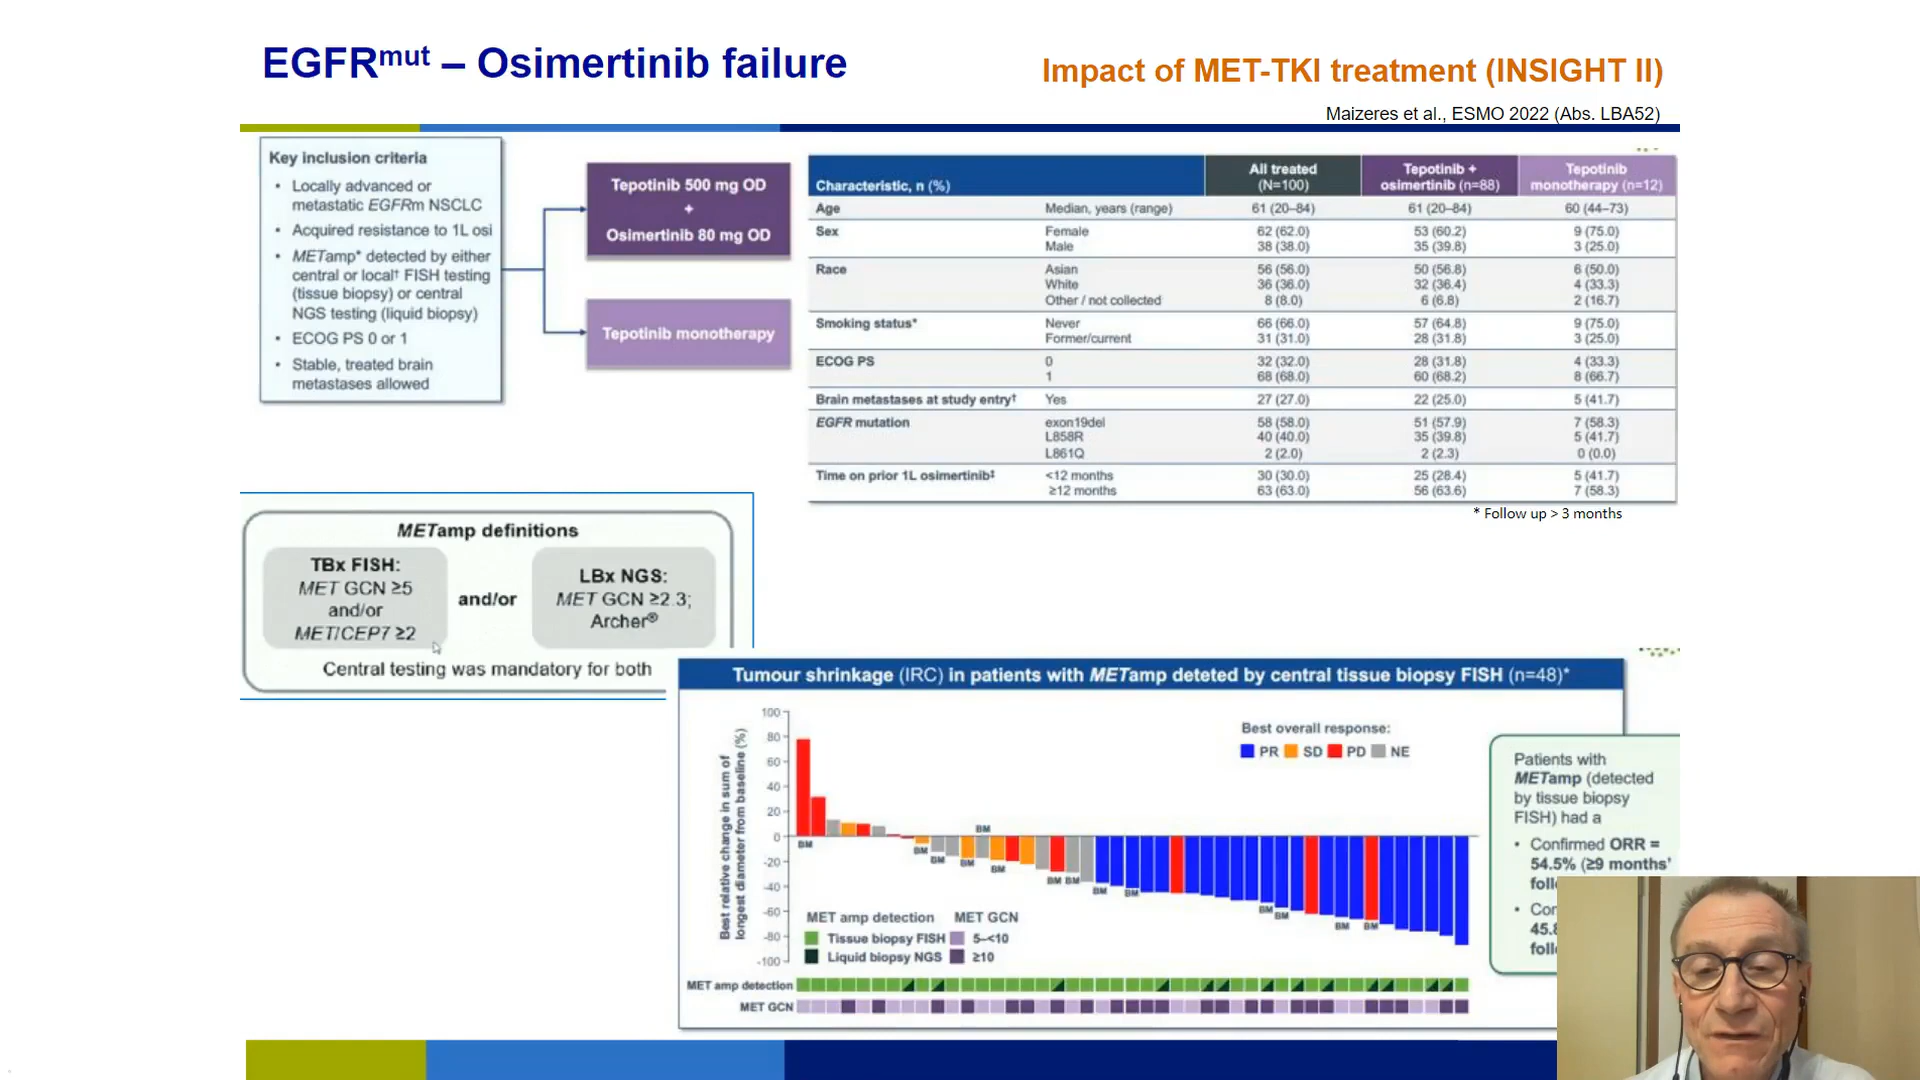 EGFRmut – Osimertinib failure
Impact of MET-TKI treatment (INSIGHT II)
Maizeres et al., ESMO 2022 (Abs. LBA52)
Key inclusion criteria
• Locally advanced or
metastatic EGFRm NSCLC
• Acquired resistance to 1L osi
• METamp* detected by either
central or local† FISH testing
(tissue biopsy) or central
NGS testing (liquid biopsy)
• ECOG PS 0 or 1
• Stable, treated brain
metastases allowed
Tepotinib 500 mg OD
+
Osimertinib 80 mg OD
Tepotinib monotherapy
Characteristic, n (%) All treated (N=100) Tepotinib + osimertinib (n=88) Tepotinib monotherapy (n=12)
Age Median, years (range) 61 (20–84) 61 (20–84) 60 (44–73)
Sex Female 62 (62.0) 53 (60.2) 9 (75.0)
Male 38 (38.0) 35 (39.8) 3 (25.0)
Race Asian 56 (56.0) 50 (56.8) 6 (50.0)
White 36 (36.0) 32 (36.4) 4 (33.3)
Other / not collected 8 (8.0) 6 (6.8) 2 (16.7)
Smoking status* Never 66 (66.0) 57 (64.8) 9 (75.0)
Former/current 31 (31.0) 28 (31.8) 3 (25.0)
ECOG PS 0 32 (32.0) 28 (31.8) 4 (33.3)
1 68 (68.0) 60 (68.2) 8 (66.7)
Brain metastases at study entry† Yes 27 (27.0) 22 (25.0) 5 (41.7)
EGFR mutation exon19del 58 (58.0) 51 (57.9) 7 (58.3)
L858R 40 (40.0) 35 (39.8) 5 (41.7)
L861Q 2 (2.0) 2 (2.3) 0 (0.0)
Time on prior 1L osimertinib‡ <12 months 30 (30.0) 25 (28.4) 5 (41.7)
≥12 months 63 (63.0) 56 (63.6) 7 (58.3)
* Follow up > 3 months
METamp definitions
TBx FISH:
MET GCN ≥5
and/or
MET/CEP7 ≥2
and/or
LBx NGS:
MET GCN ≥2.3;
Archer®
Central testing was mandatory for both
Tumour shrinkage (IRC) in patients with METamp deteted by central tissue biopsy FISH (n=48)*
Best relative change in sum of
longest diameter from baseline (%)
100
80
60
40
20
0
-20
-40
-60
-80
-100
Best overall response:
PR SD PD NE
BM
BM
BM
BM
BM
BM
BM BM
BM
BM
BM
BM
BM
BM
MET amp detection MET GCN
Tissue biopsy FISH 5–<10
Liquid biopsy NGS ≥10
MET amp detection
MET GCN
Patients with
METamp (detected
by tissue biopsy
FISH) had a
• Confirmed ORR =
54.5% (≥9 months'